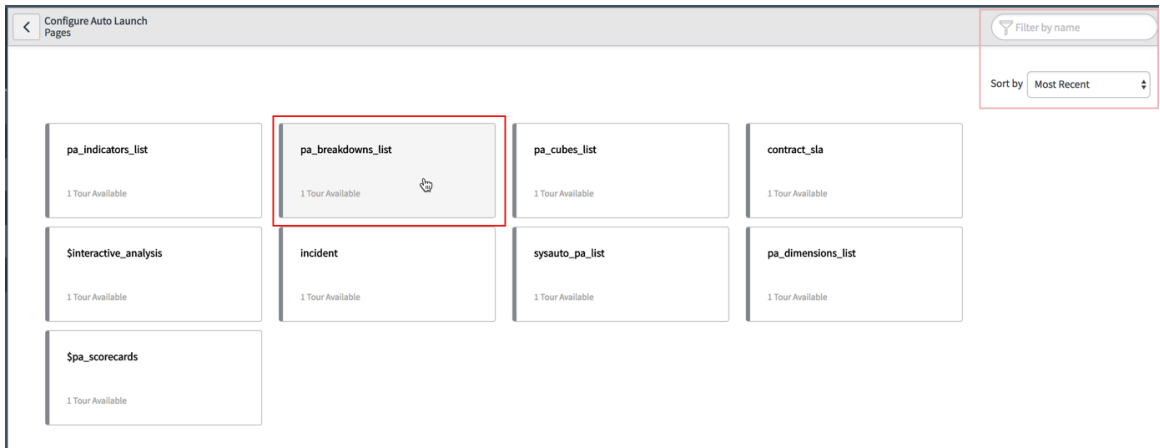 Configure Auto Launch
Pages
Filter by name
Sort by Most Recent
pa_indicators_list
1 Tour Available
pa_breakdowns_list
1 Tour Available
pa_cubes_list
1 Tour Available
contract_sla
1 Tour Available
$interactive_analysis
1 Tour Available
incident
1 Tour Available
sysauto_pa_list
1 Tour Available
pa_dimensions_list
1 Tour Available
$pa_scorecards
1 Tour Available